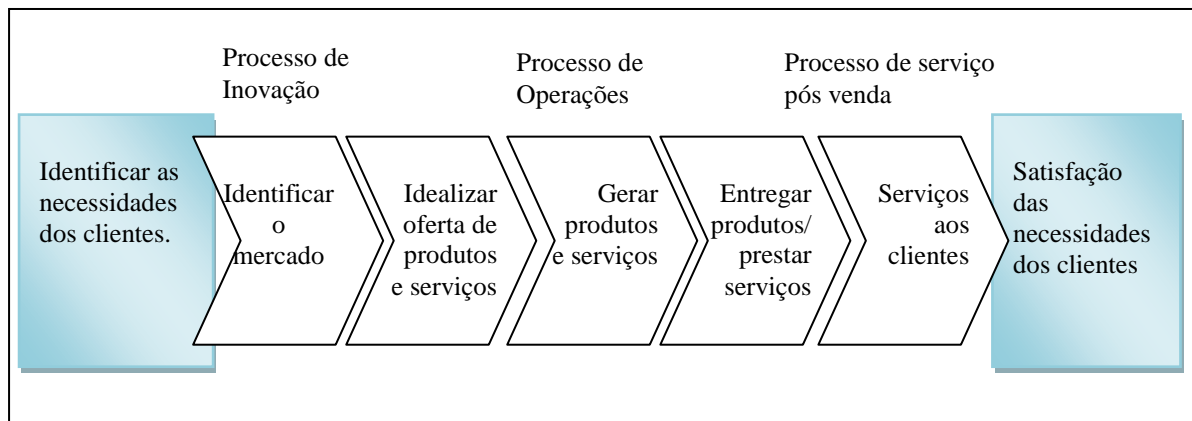 Processo de
Inovação
Processo de
Operações
Processo de serviço
pós venda
Identificar as
necessidades
dos clientes.
Identificar
o
mercado
Idealizar
oferta de
produtos
e serviços
Gerar
produtos
e serviços
Entregar
produtos/
prestar
serviços
Serviços
aos
clientes
Satisfação
das
necessidades
dos clientes